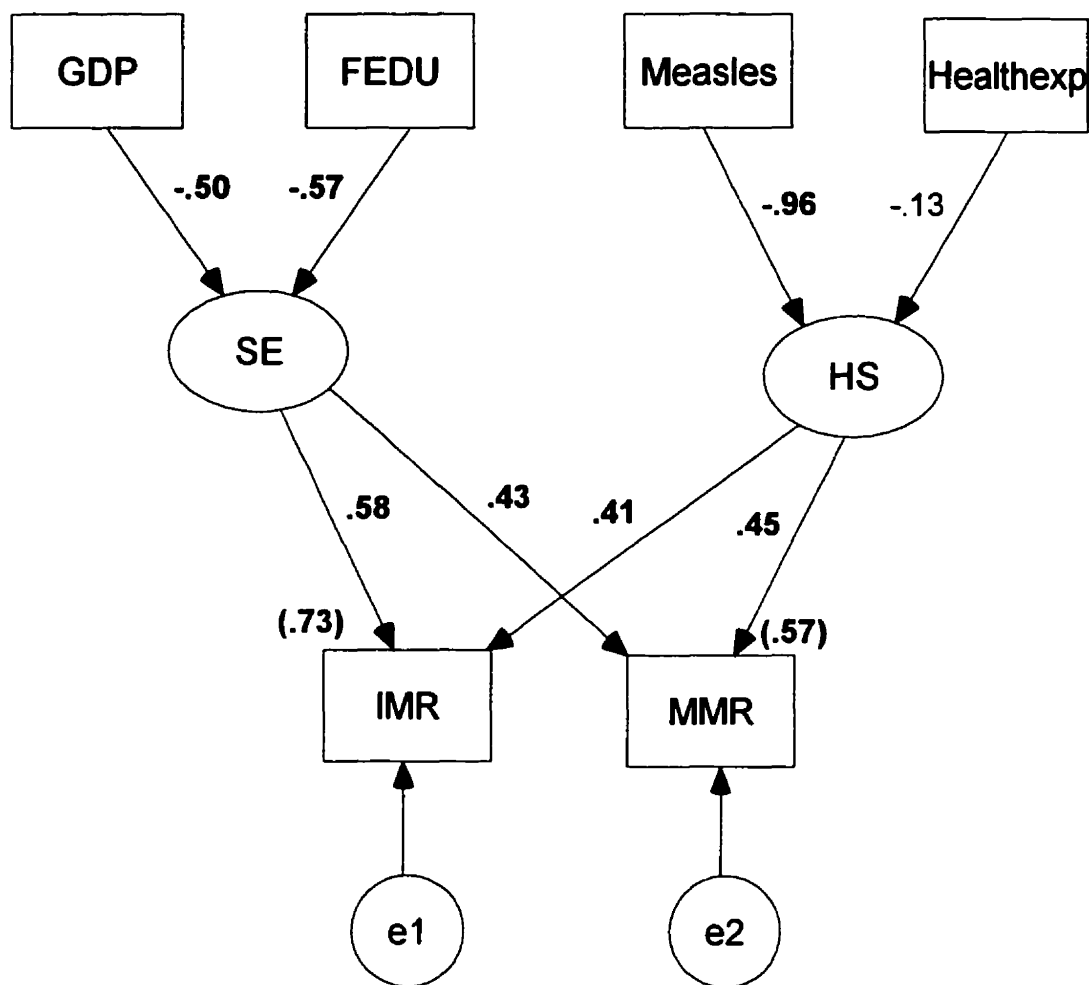 GDP
FEDU
Measles
Healthexp
-.50
-.57
-.96
-.13
SE
HS
.58
.43
.41
.45
(.73)
(.57)
IMR
MMR
e1
e2